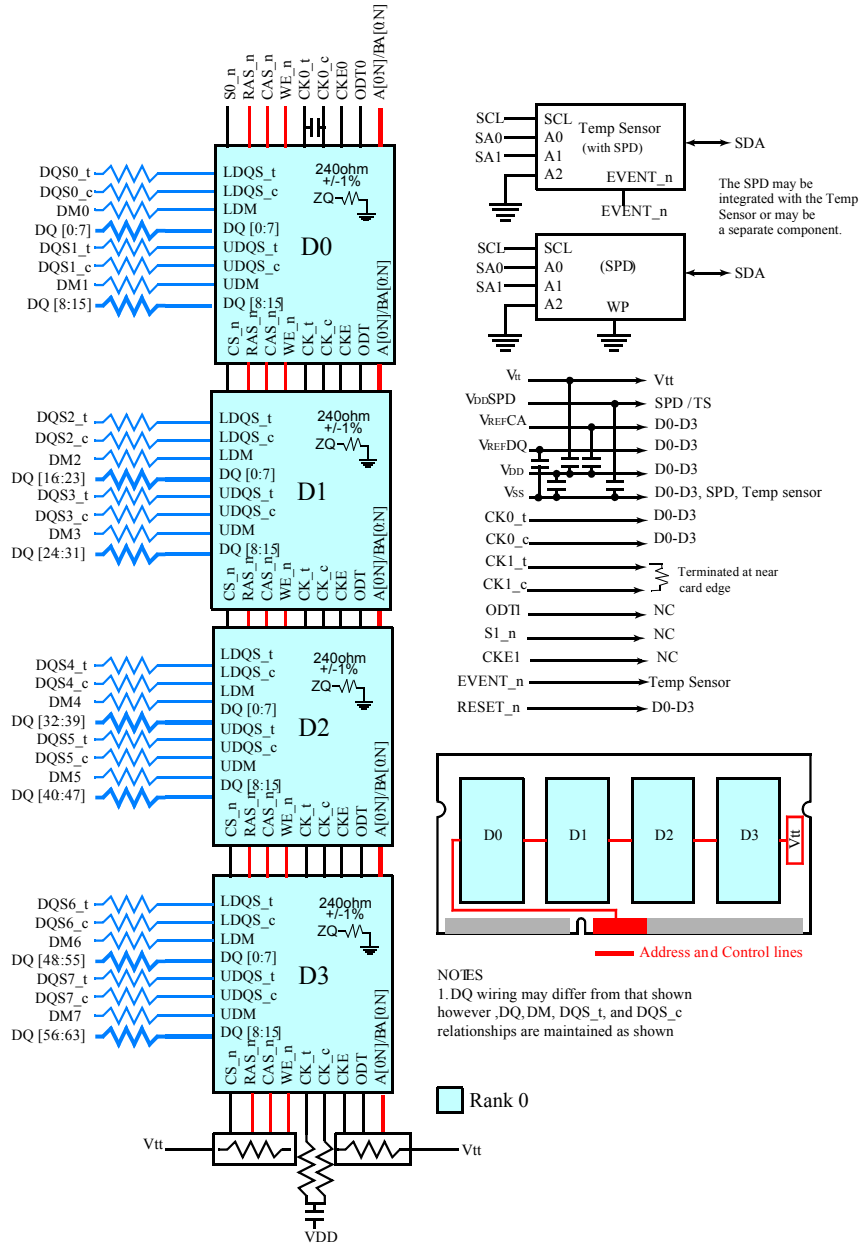 S0_n
RAS_n
CAS_n
WE_n
CK0_t
CK0_c
CKE0
ODT0
A[0:N]/BA[0:N]
DQS0_t
DQS0_c
DM0
DQ [0:7]
DQS1_t
DQS1_c
DM1
DQ [8:15]
LDQS_t
LDQS_c
LDM
DQ [0:7]
UDQS_t
UDQS_c
UDM
DQ [8:15]
240ohm
+/-1%
ZQ
D0
CS_n
RAS_n
CAS_n
WE_n
CK_t
CK_c
CKE
ODT
A[0:N]/BA[0:N]
DQS2_t
DQS2_c
DM2
DQ [16:23]
DQS3_t
DQS3_c
DM3
DQ [24:31]
LDQS_t
LDQS_c
LDM
DQ [0:7]
UDQS_t
UDQS_c
UDM
DQ [8:15]
240ohm
+/-1%
ZQ
D1
CS_n
RAS_n
CAS_n
WE_n
CK_t
CK_c
CKE
ODT
A[0:N]/BA[0:N]
DQS4_t
DQS4_c
DM4
DQ [32:39]
DQS5_t
DQS5_c
DM5
DQ [40:47]
LDQS_t
LDQS_c
LDM
DQ [0:7]
UDQS_t
UDQS_c
UDM
DQ [8:15]
240ohm
+/-1%
ZQ
D2
CS_n
RAS_n
CAS_n
WE_n
CK_t
CK_c
CKE
ODT
A[0:N]/BA[0:N]
DQS6_t
DQS6_c
DM6
DQ [48:55]
DQS7_t
DQS7_c
DM7
DQ [56:63]
LDQS_t
LDQS_c
LDM
DQ [0:7]
UDQS_t
UDQS_c
UDM
DQ [8:15]
240ohm
+/-1%
ZQ
D3
CS_n
RAS_n
CAS_n
WE_n
CK_t
CK_c
CKE
ODT
A[0:N]/BA[0:N]
Vtt
Vtt
VDD
SCL
SA0
SA1
SCL
A0
A1
A2
Temp Sensor
(with SPD)
EVENT_n
EVENT_n
SDA
The SPD may be
integrated with the Temp
Sensor or may be
a separate component.
SCL
SA0
SA1
SCL
A0
A1
A2
(SPD)
WP
SDA
Vtt Vtt
VDDSPD SPD /TS
VREFCA D0-D3
VREFDQ D0-D3
VDD D0-D3
VSS D0-D3, SPD, Temp sensor
CK0_t D0-D3
CK0_c D0-D3
CK1_t
CK1_c
Terminated at near
card edge
ODT1 NC
S1_n NC
CKE1 NC
EVENT_n Temp Sensor
RESET_n D0-D3
D0 D1 D2 D3 Vtt
Address and Control lines
NOTES
1. DQ wiring may differ from that shown
however ,DQ, DM, DQS_t, and DQS_c
relationships are maintained as shown
Rank 0